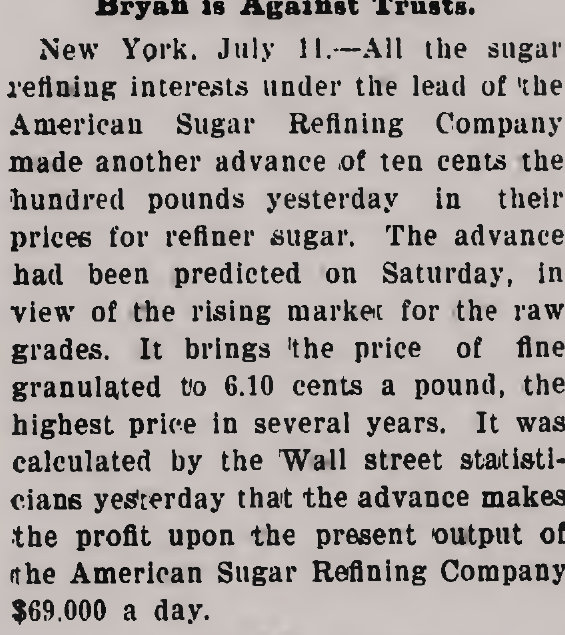 Bryan is Against Trusts.
New York. July 11.—All the sugar
refining interests under the lead of the
American Sugar Refining Company
made another advance of ten cents the
hundred pounds yesterday in their
prices for refiner sugar. The advance
had been predicted on Saturday, in
view of the rising market for the raw
grades. It brings the price of fine
granulated to 6.10 cents a pound, the
highest price in several years. It was
calculated by the Wall street statisti-
cians yesterday that the advance makes
the profit upon the present output of
the American Sugar Refining Company
$69.000 a day.